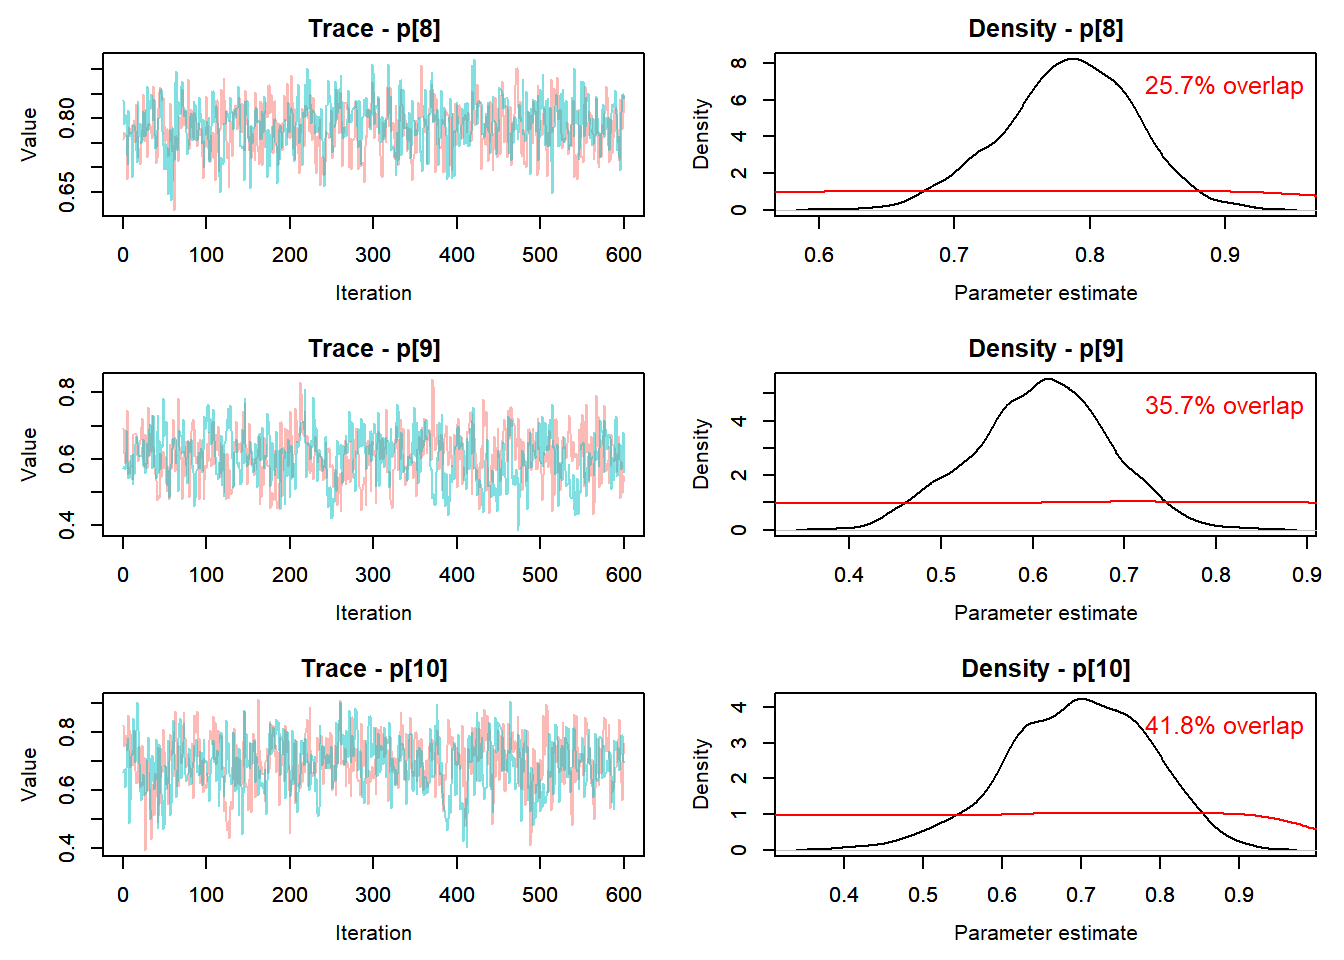 Trace - p[8]
Value
0.65 0.80
0 100 200 300 400 500 600
Iteration
Density - p[8]
Density
0 2 4 6 8
25.7% overlap
0.6 0.7 0.8 0.9
Parameter estimate
Trace - p[9]
Value
0.4 0.6 0.8
0 100 200 300 400 500 600
Iteration
Density - p[9]
Density
0 2 4
35.7% overlap
0.4 0.5 0.6 0.7 0.8 0.9
Parameter estimate
Trace - p[10]
Value
0.4 0.6 0.8
0 100 200 300 400 500 600
Iteration
Density - p[10]
Density
0 1 2 3 4
41.8% overlap
0.4 0.5 0.6 0.7 0.8 0.9
Parameter estimate